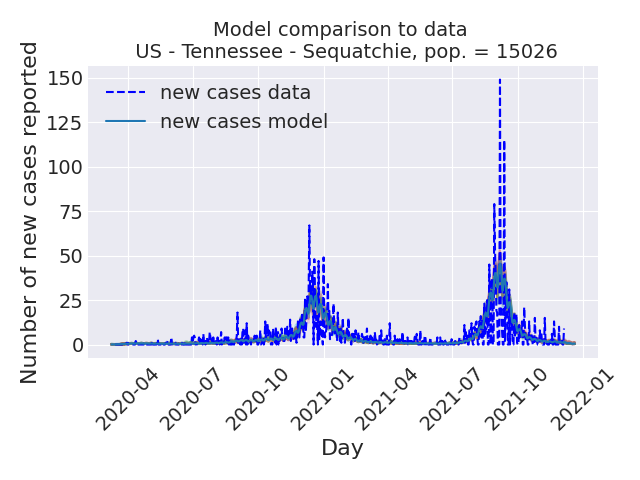 Model comparison to data
US - Tennessee - Sequatchie, pop. = 15026
Number of new cases reported
150
125
100
75
50
25
0
new cases data
new cases model
2020-04
2020-07
2020-10
2021-01
2021-04
2021-07
2021-10
2022-01
Day